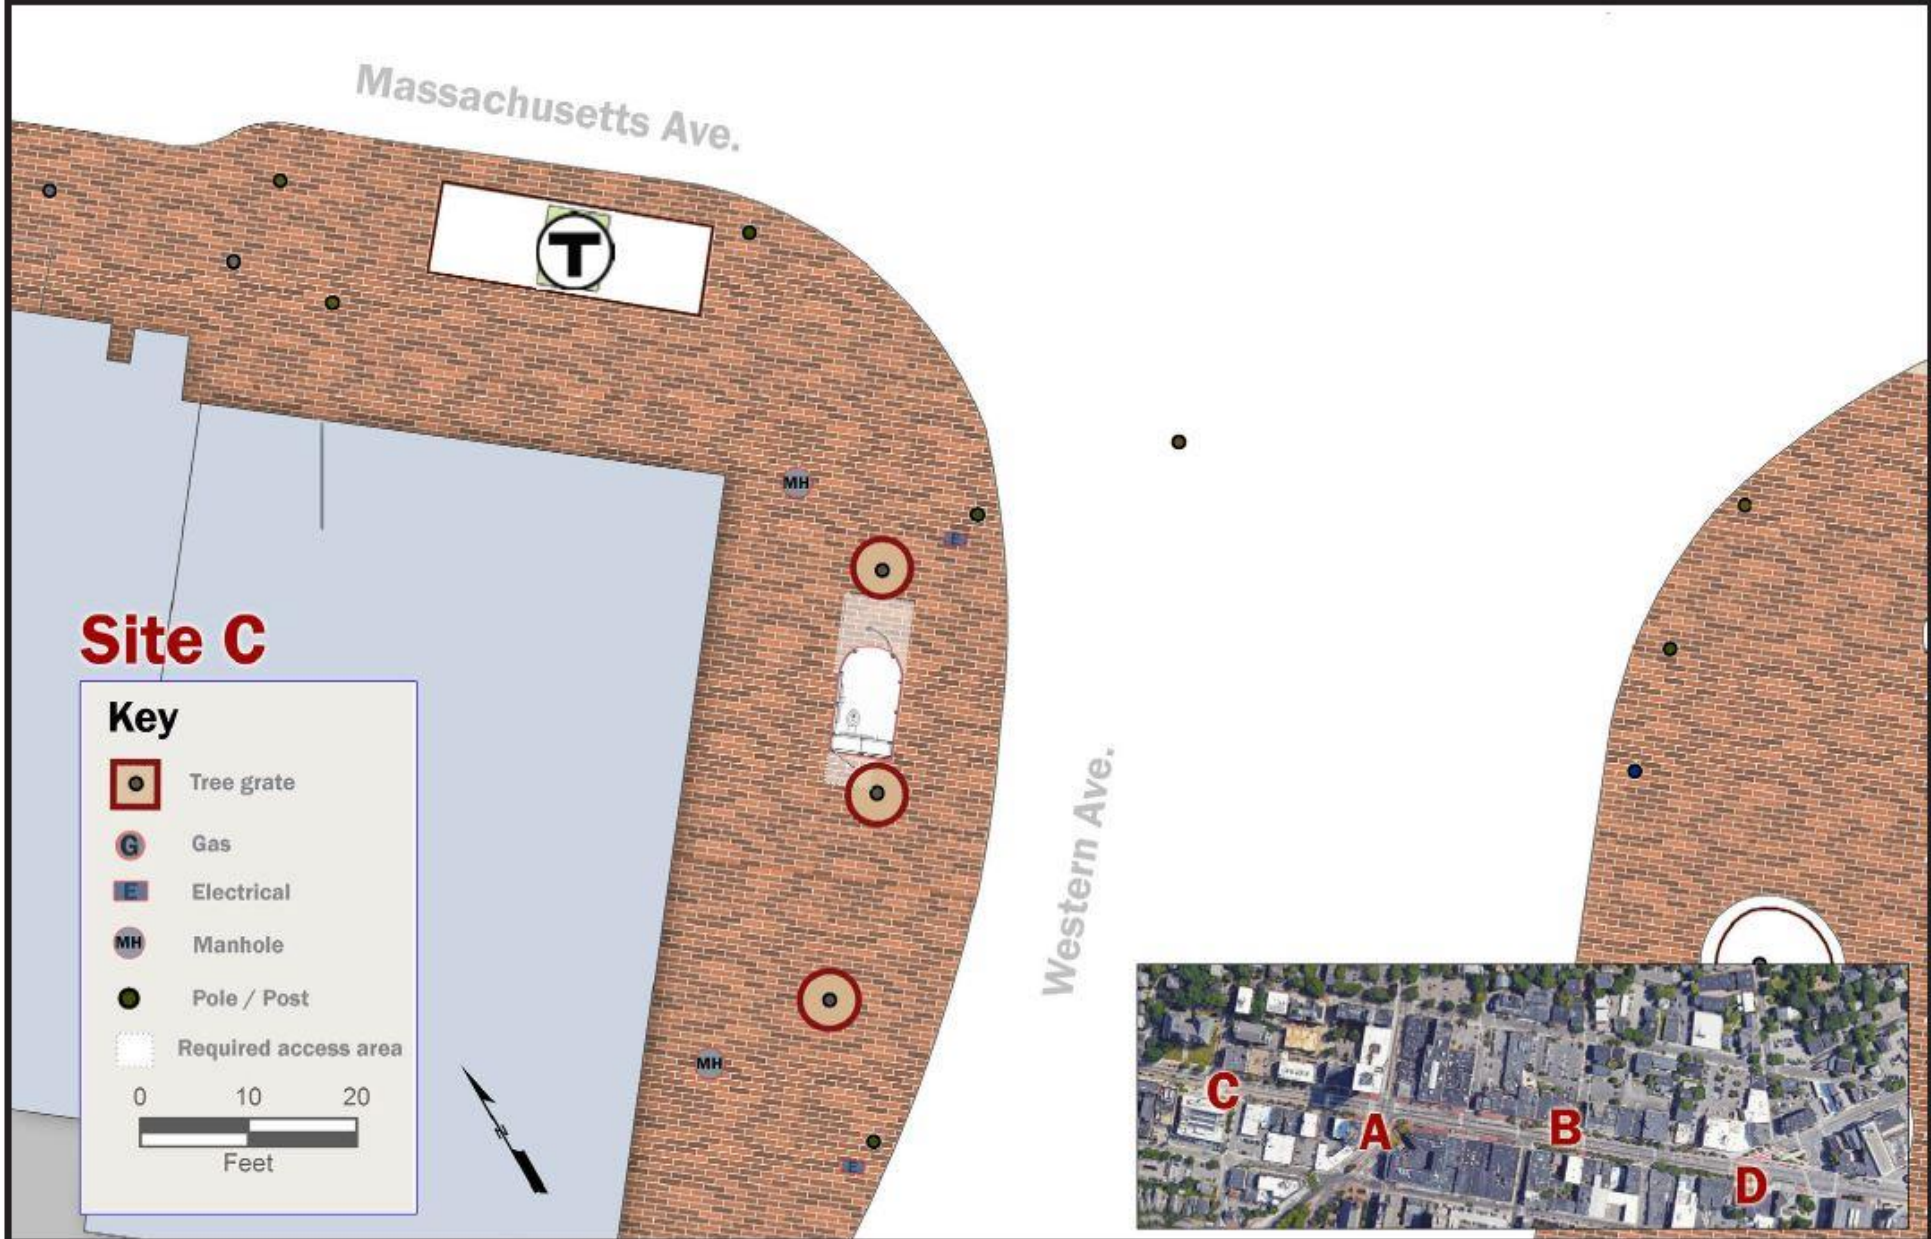 Massachusetts Ave.
T
MH
E
Site C
Key
Tree grate
G Gas
E Electrical
MH Manhole
Pole / Post
Required access area
0 10 20
Feet
N
Western Ave.
MH
E
C
A
B
D